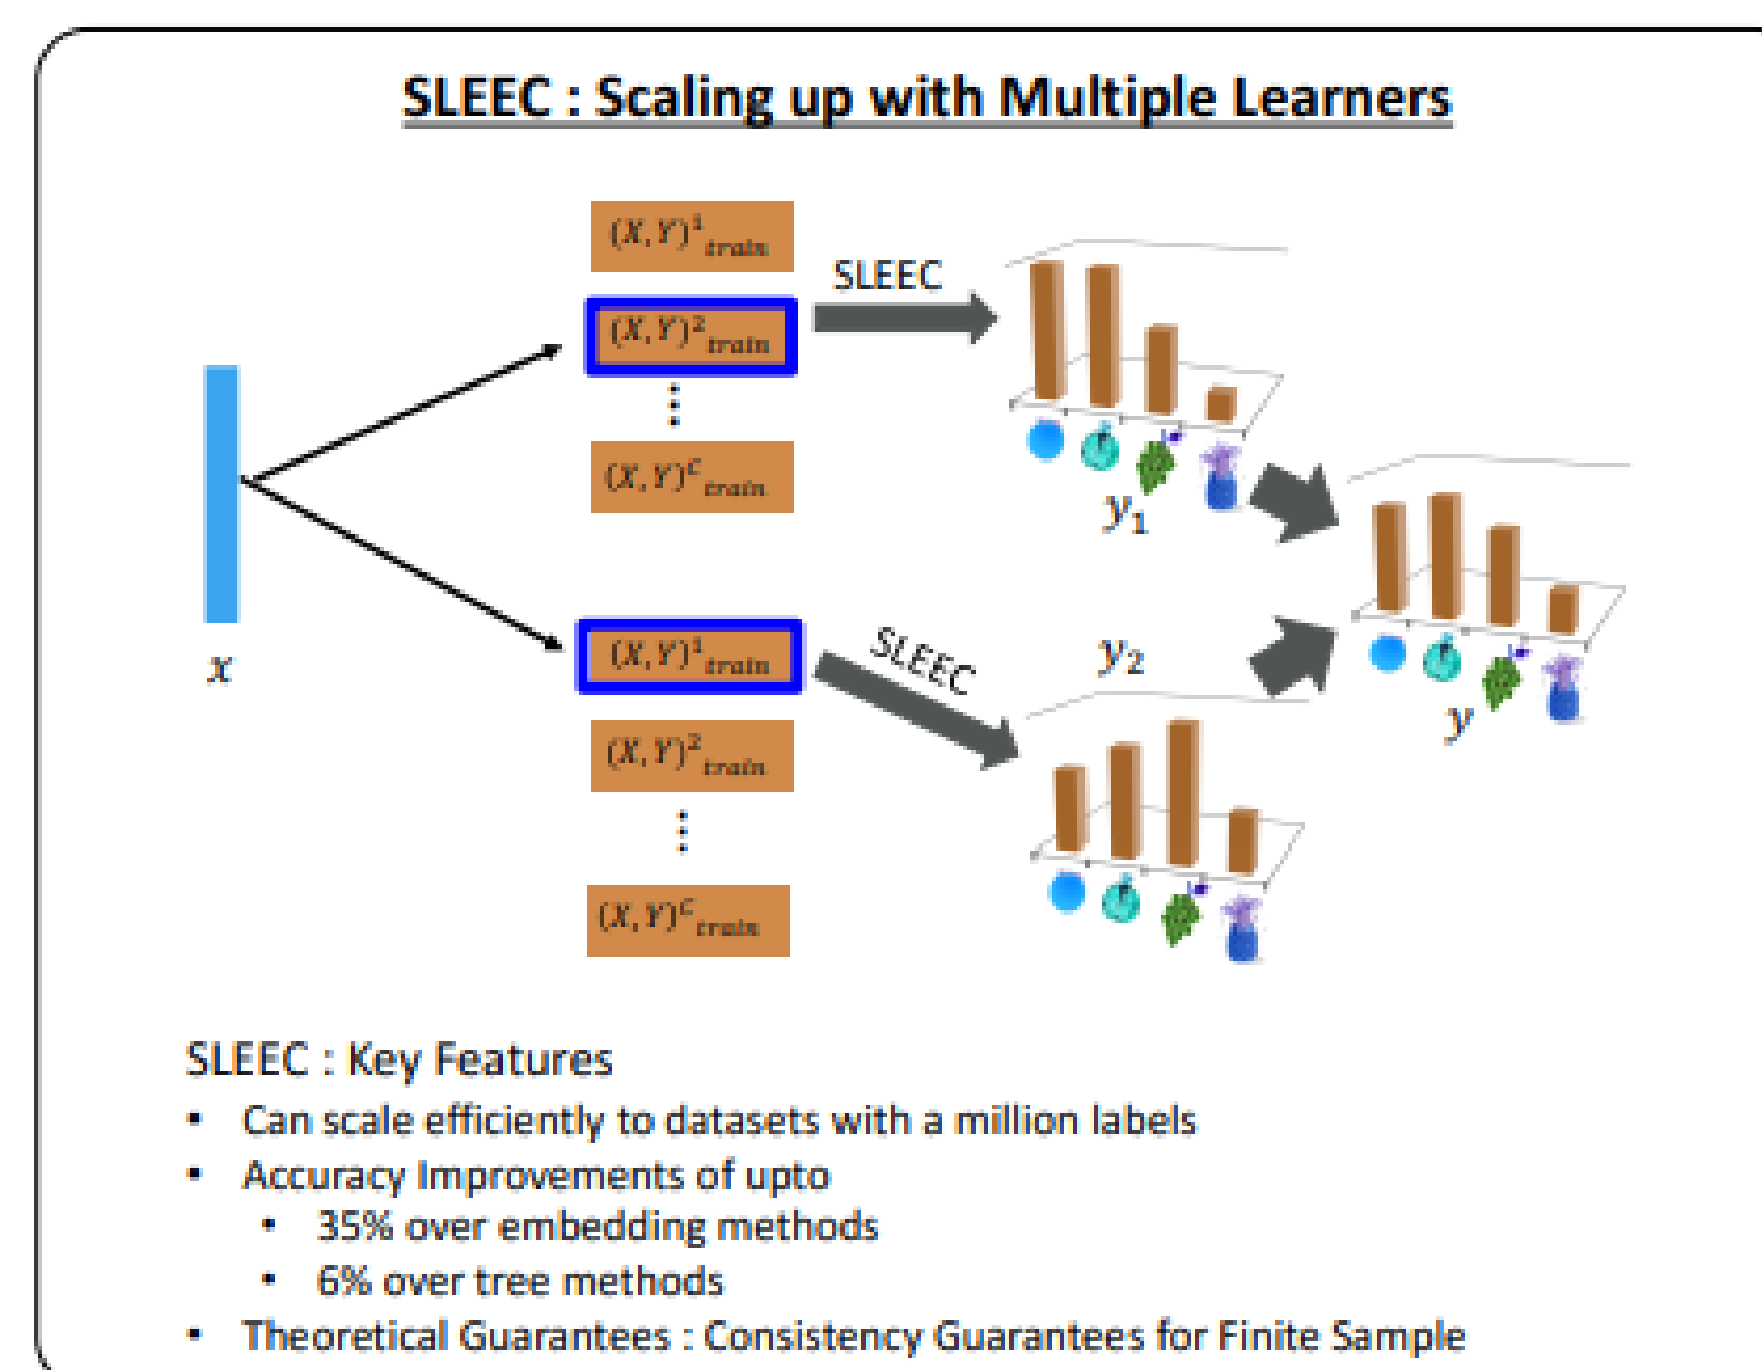 SLEEC : Scaling up with Multiple Learners
(X, Y)¹train
SLEEC
(X, Y)²train
(X, Y)ᶜtrain
y₁
x
(X, Y)¹train
SLEEC
y₂
y
(X, Y)²train
(X, Y)ᶜtrain
SLEEC : Key Features
• Can scale efficiently to datasets with a million labels
• Accuracy Improvements of upto
• 35% over embedding methods
• 6% over tree methods
• Theoretical Guarantees : Consistency Guarantees for Finite Sample